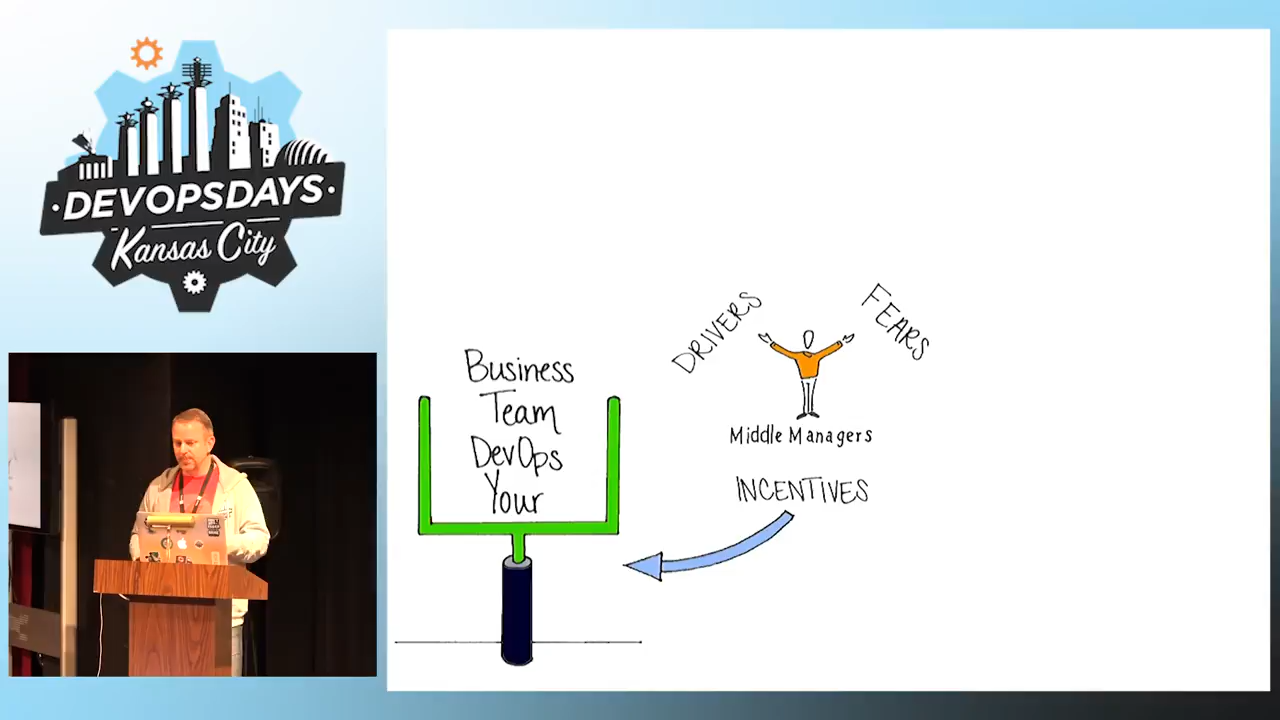 · DEVOPSDAYS ·
Kansas City
Business
Team
DevOps
Your
DRIVERS
FEARS
Middle Managers
INCENTIVES